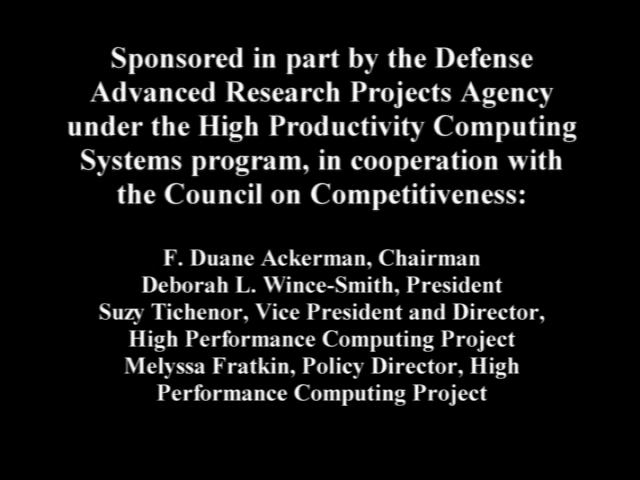 Sponsored in part by the Defense
Advanced Research Projects Agency
under the High Productivity Computing
Systems program, in cooperation with
the Council on Competitiveness:
F. Duane Ackerman, Chairman
Deborah L. Wince-Smith, President
Suzy Tichenor, Vice President and Director,
High Performance Computing Project
Melyssa Fratkin, Policy Director, High
Performance Computing Project